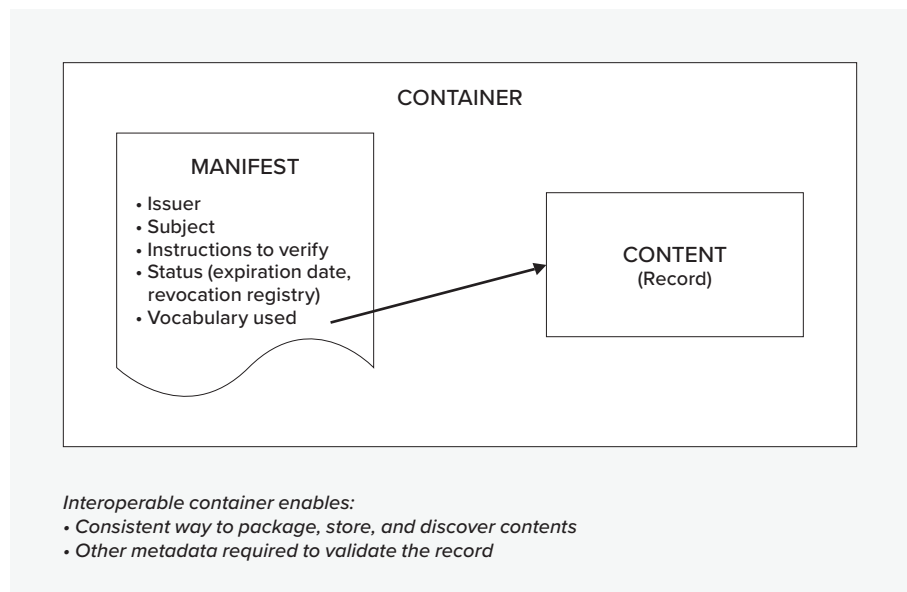 CONTAINER
MANIFEST
• Issuer
• Subject
• Instructions to verify
• Status (expiration date,
revocation registry)
• Vocabulary used
CONTENT
(Record)
Interoperable container enables:
• Consistent way to package, store, and discover contents
• Other metadata required to validate the record